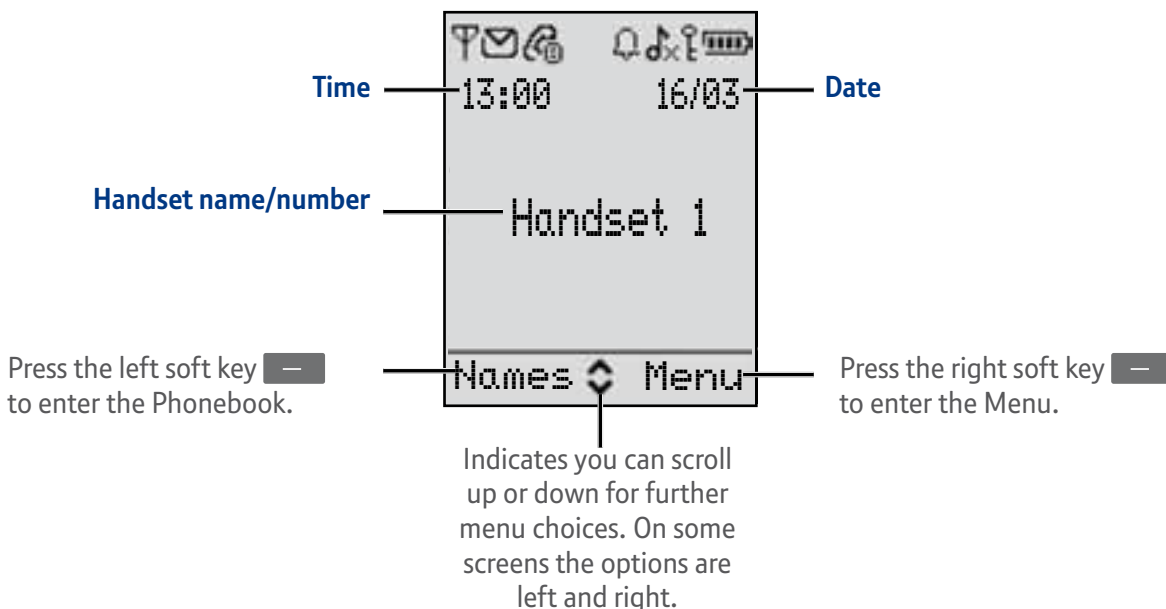 Time
13:00
16/03
Date
Handset name/number
Handset 1
Press the left soft key
to enter the Phonebook.
Names
Menu
Press the right soft key
to enter the Menu.
Indicates you can scroll
up or down for further
menu choices. On some
screens the options are
left and right.